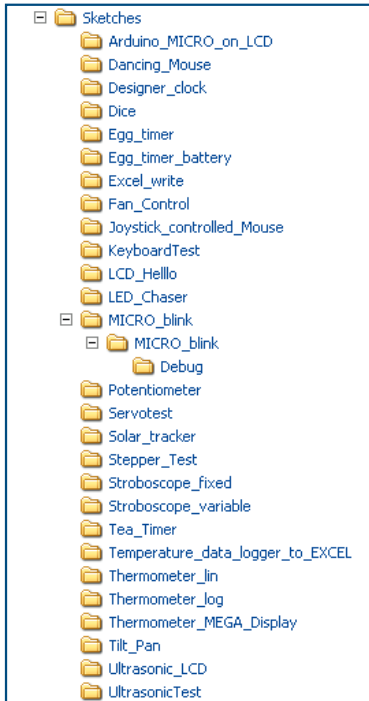 Sketches
Arduino_MICRO_on_LCD
Dancing_Mouse
Designer_clock
Dice
Egg_timer
Egg_timer_battery
Excel_write
Fan_Control
Joystick_controlled_Mouse
KeyboardTest
LCD_Helllo
LED_Chaser
MICRO_blink
MICRO_blink
Debug
Potentiometer
Servotest
Solar_tracker
Stepper_Test
Stroboscope_fixed
Stroboscope_variable
Tea_Timer
Temperature_data_logger_to_EXCEL
Thermometer_lin
Thermometer_log
Thermometer_MEGA_Display
Tilt_Pan
Ultrasonic_LCD
UltrasonicTest